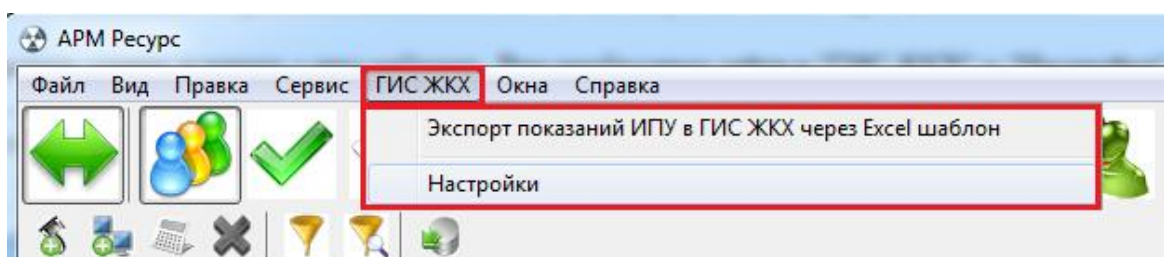 АРМ Ресурс
Файл Вид Правка Сервис ГИС ЖКХ Окна Справка
Экспорт показаний ИПУ в ГИС ЖКХ через Excel шаблон
Настройки